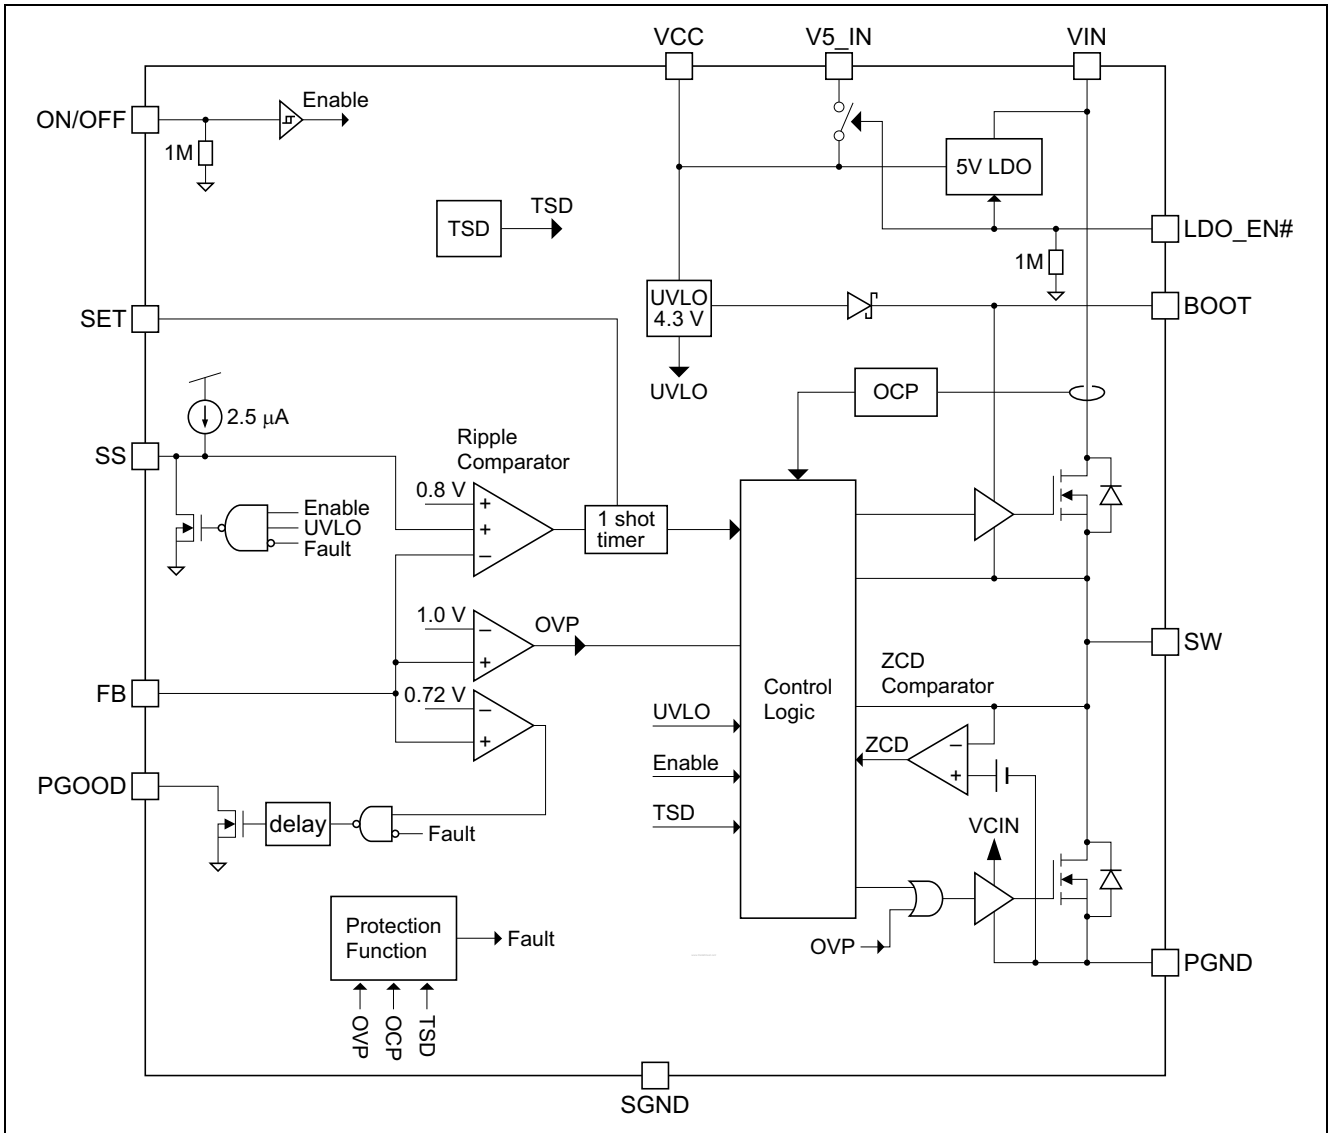 VCC
V5_IN
VIN
ON/OFF
Enable
1M
5V LDO
TSD
TSD
LDO_EN#
1M
UVLO
4.3 V
BOOT
SET
UVLO
OCP
2.5 μA
SS
Ripple
Comparator
0.8 V
+
+
−
1 shot
timer
Enable
UVLO
Fault
1.0 V
−
+
OVP
SW
FB
0.72 V
−
+
Control
Logic
ZCD
Comparator
UVLO
ZCD
−
+
Enable
PGOOD
TSD
delay
Fault
VCIN
Protection
Function
Fault
OVP
PGND
OVP
OCP
TSD
SGND